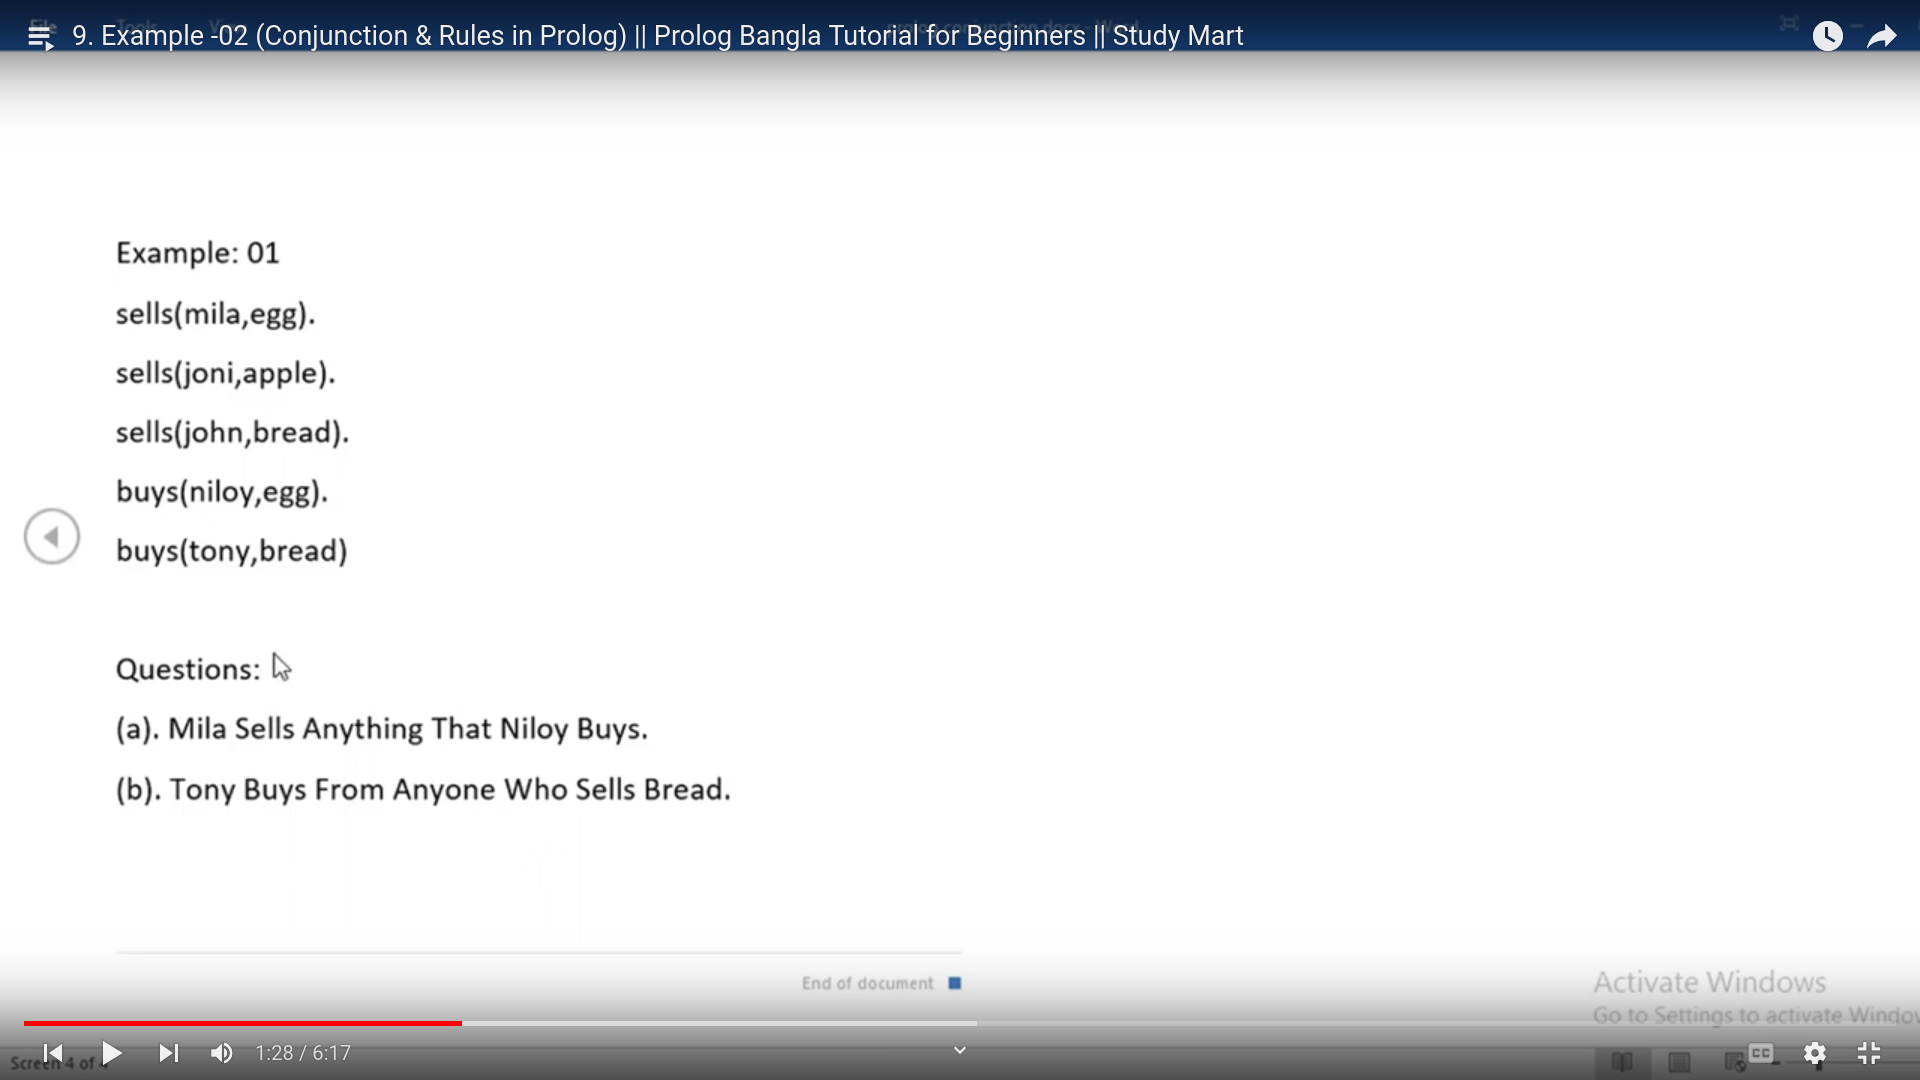 9. Example -02 (Conjunction & Rules in Prolog) || Prolog Bangla Tutorial for Beginners || Study Mart
Example: 01
sells(mila,egg).
sells(joni,apple).
sells(john,bread).
buys(niloy,egg).
buys(tony,bread)
Questions:
(a). Mila Sells Anything That Niloy Buys.
(b). Tony Buys From Anyone Who Sells Bread.
End of document
Activate Windows
Go to Settings to activate Window
1:28 / 6:17
CC
Screen 4 of 4